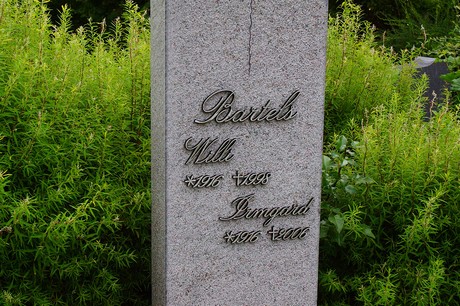 Bartels
Willi
*1916 †1998
Irmgard
*1916 †2006